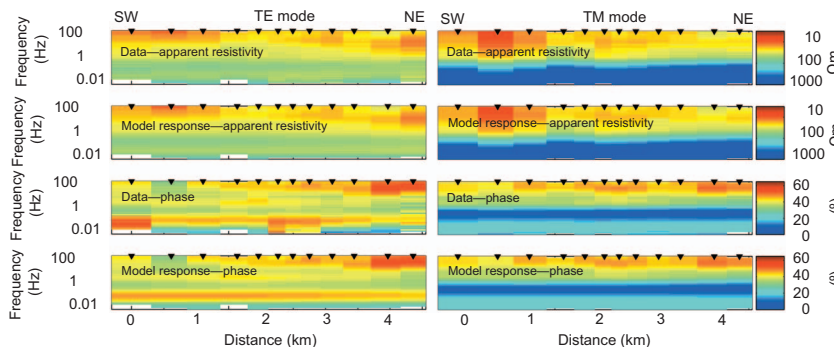 SW TE mode NE SW TM mode NE
Frequency (Hz)
100
1
0.01
Data—apparent resistivity
Data—apparent resistivity
10
100
1000
Ωm
Frequency (Hz)
100
1
0.01
Model response—apparent resistivity
Model response—apparent resistivity
10
100
1000
Ωm
Frequency (Hz)
100
1
0.01
Data—phase
Data—phase
60
40
20
0
(°)
Frequency (Hz)
100
1
0.01
Model response—phase
Model response—phase
60
40
20
0
(°)
0 1 2 3 4 0 1 2 3 4
Distance (km) Distance (km)